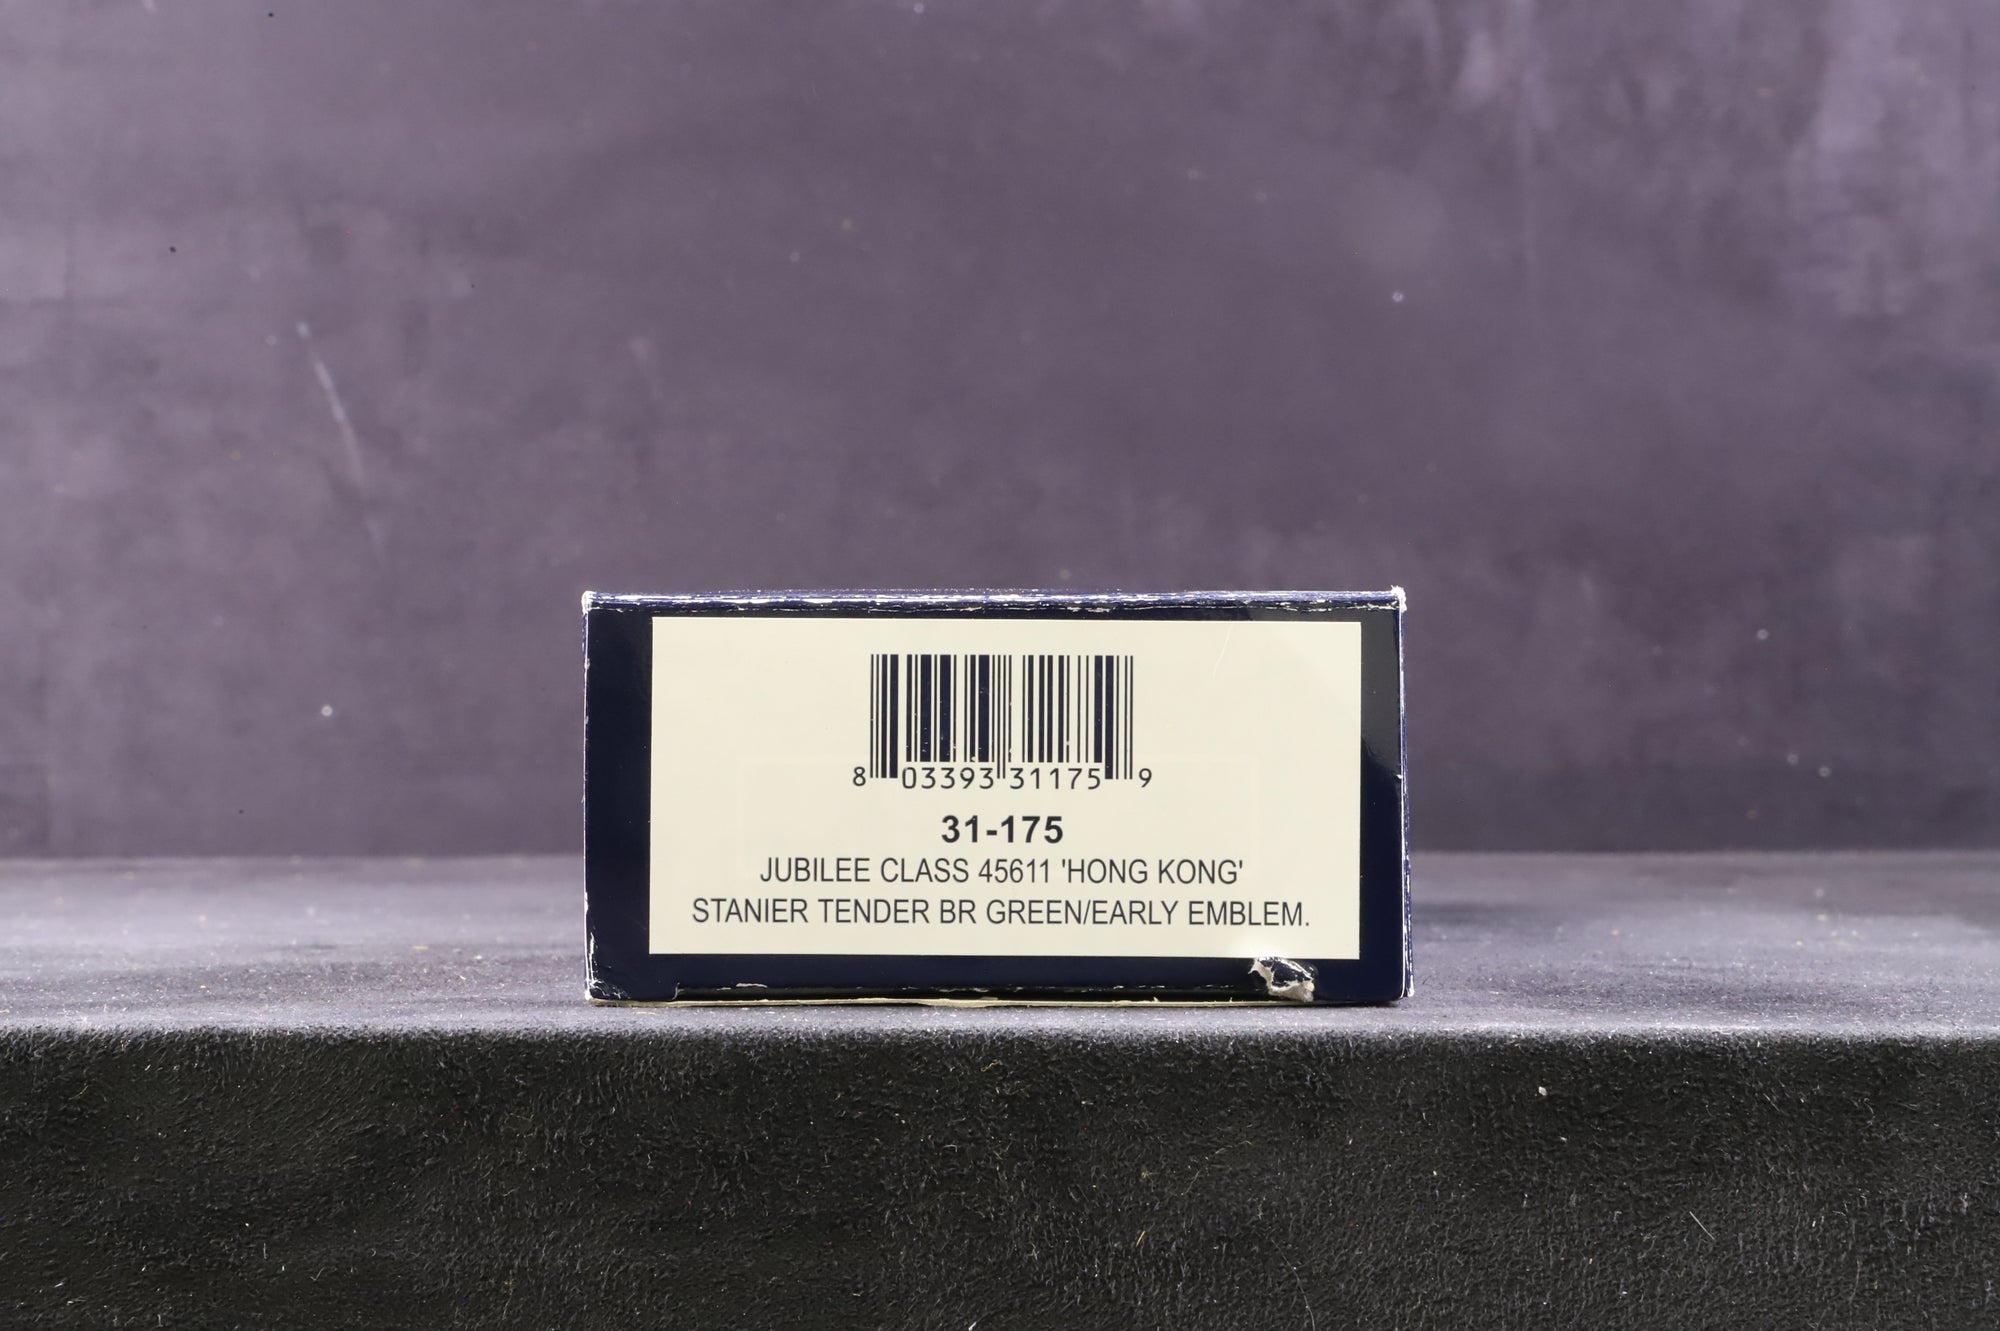 8 03393 31175 9
31-175
JUBILEE CLASS 45611 'HONG KONG'
STANIER TENDER BR GREEN/EARLY EMBLEM.